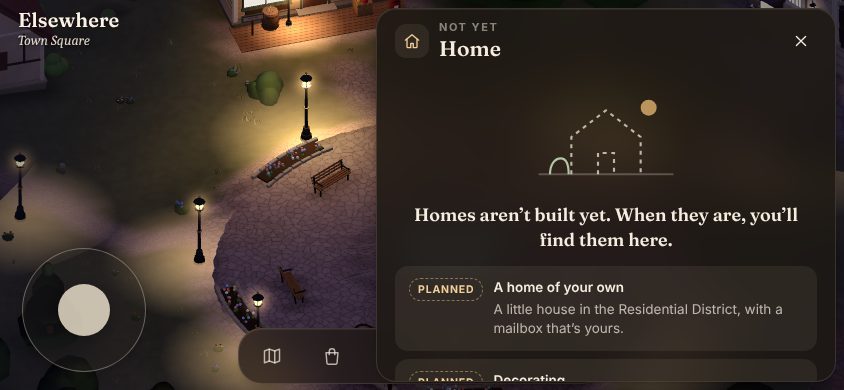 Elsewhere
Town Square
NOT YET
Home
Homes aren’t built yet. When they are, you’ll
find them here.
PLANNED
A home of your own
A little house in the Residential District, with a
mailbox that’s yours.
PLANNED
Decorating